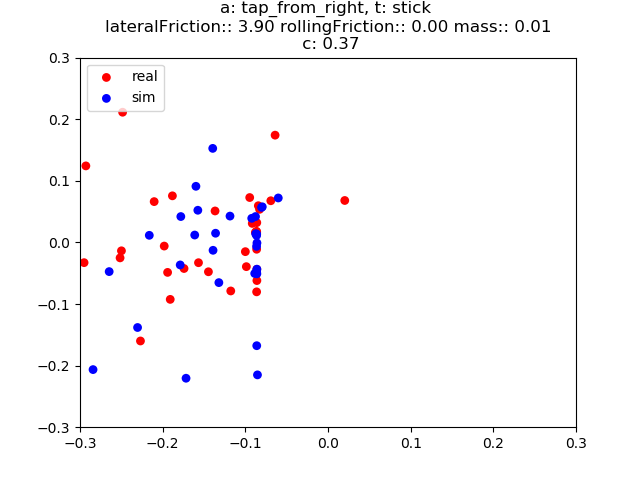 a: tap_from_right, t: stick
lateralFriction:: 3.90 rollingFriction:: 0.00 mass:: 0.01
c: 0.37
real
sim
0.3
0.2
0.1
0.0
−0.1
−0.2
−0.3
−0.3 −0.2 −0.1 0.0 0.1 0.2 0.3